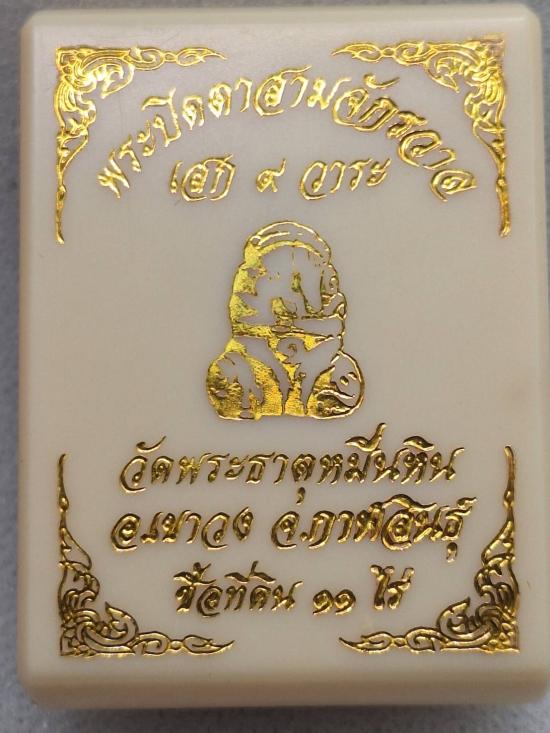 พระปิดตาสามจักรวาล
เสก ๙ วาระ
วัดพระธาตุหมื่นหิน
อ.เขาวง จ.กาฬสินธุ์
ซื้อที่ดิน ๑๑ ไร่